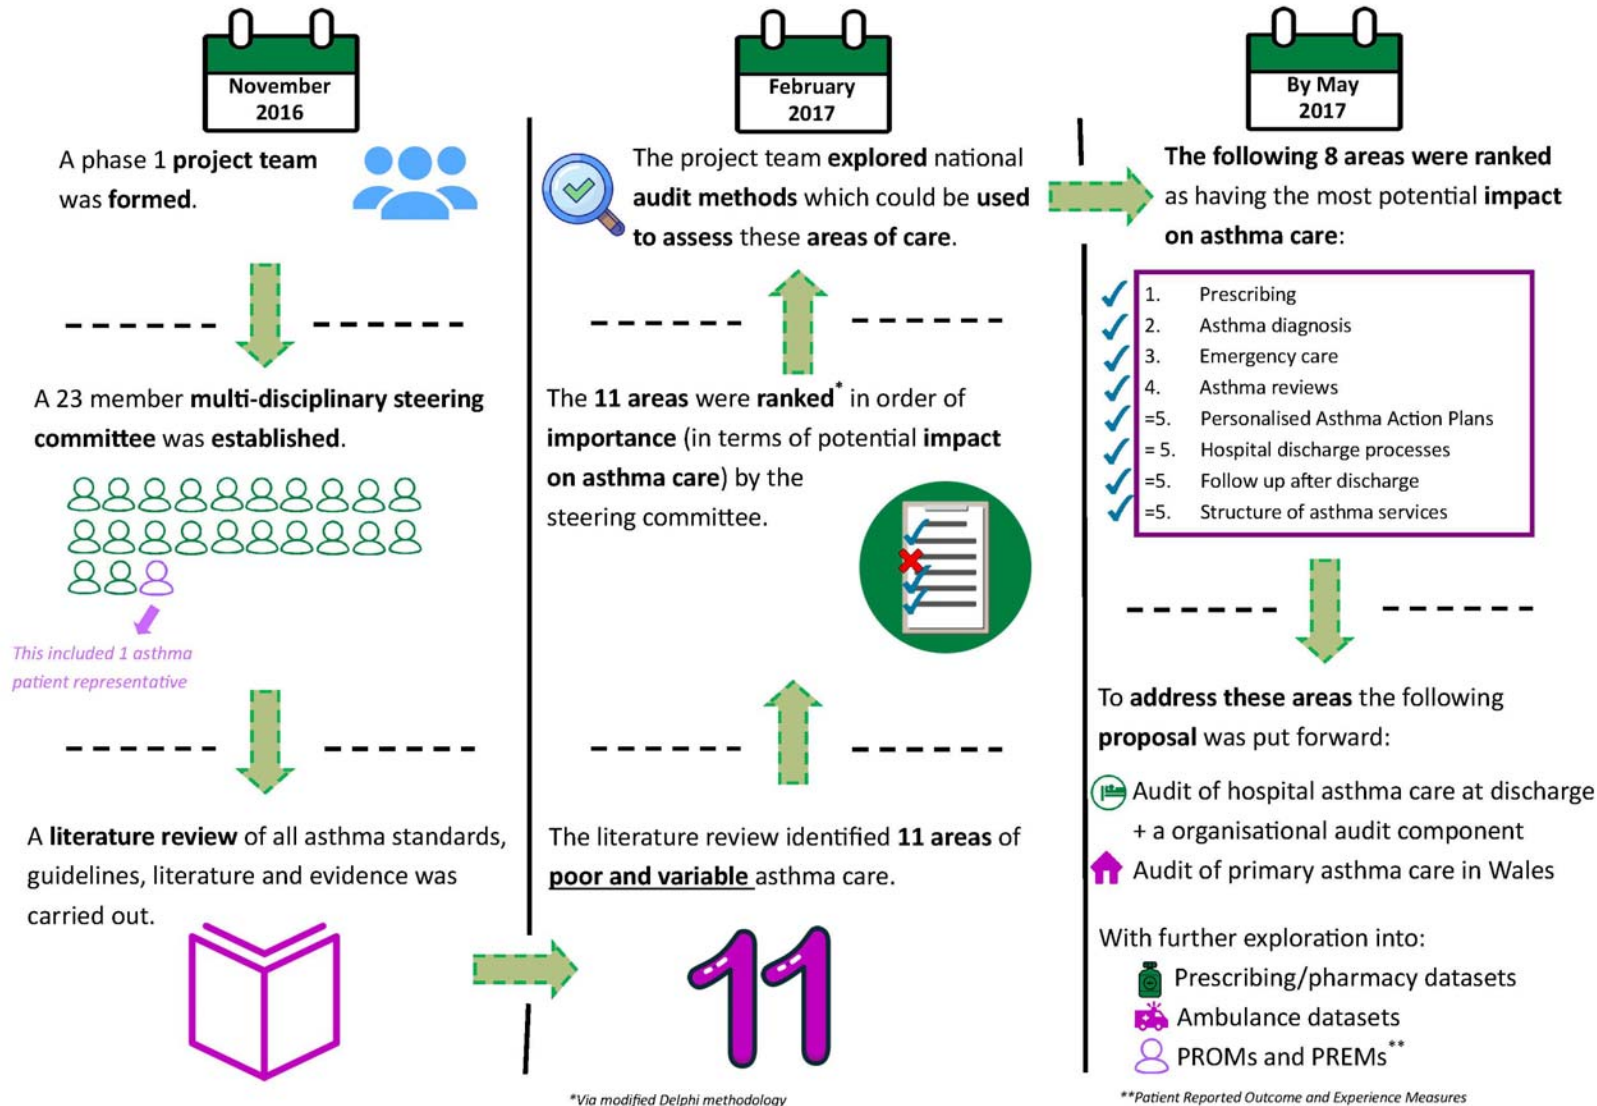 November
2016
A phase 1 project team
was formed.
A 23 member multi-disciplinary steering
committee was established.
This included 1 asthma
patient representative
A literature review of all asthma standards,
guidelines, literature and evidence was
carried out.
The literature review identified 11 areas of
poor and variable asthma care.
11
The 11 areas were ranked* in order of
importance (in terms of potential impact
on asthma care) by the
steering committee.
February
2017
The project team explored national
audit methods which could be used
to assess these areas of care.
*Via modified Delphi methodology
By May
2017
The following 8 areas were ranked
as having the most potential impact
on asthma care:
1. Prescribing
2. Asthma diagnosis
3. Emergency care
4. Asthma reviews
=5. Personalised Asthma Action Plans
= 5. Hospital discharge processes
=5. Follow up after discharge
=5. Structure of asthma services
To address these areas the following
proposal was put forward:
Audit of hospital asthma care at discharge
+ a organisational audit component
Audit of primary asthma care in Wales
With further exploration into:
Prescribing/pharmacy datasets
Ambulance datasets
PROMs and PREMs**
**Patient Reported Outcome and Experience Measures